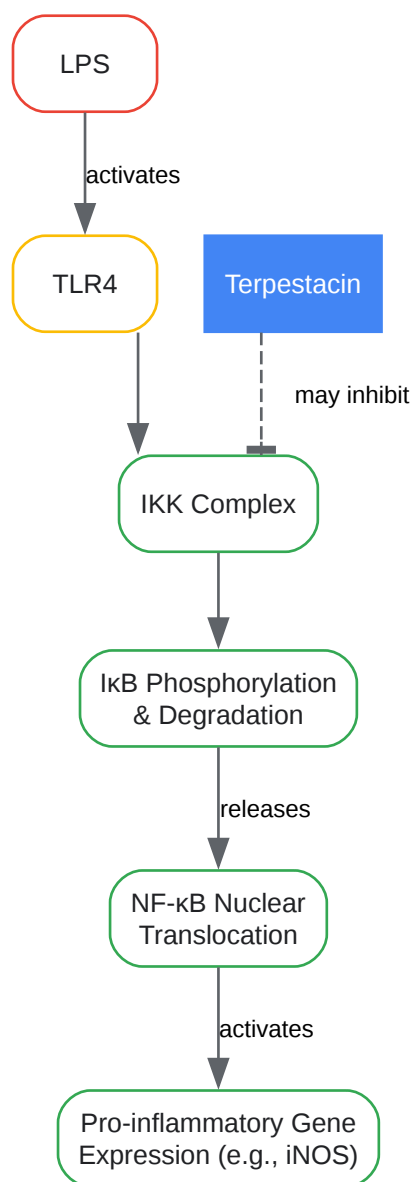 LPS
activates
TLR4
Terpestacin
may inhibit
IKK Complex
IκB Phosphorylation
& Degradation
releases
NF-κB Nuclear
Translocation
activates
Pro-inflammatory Gene
Expression (e.g., iNOS)